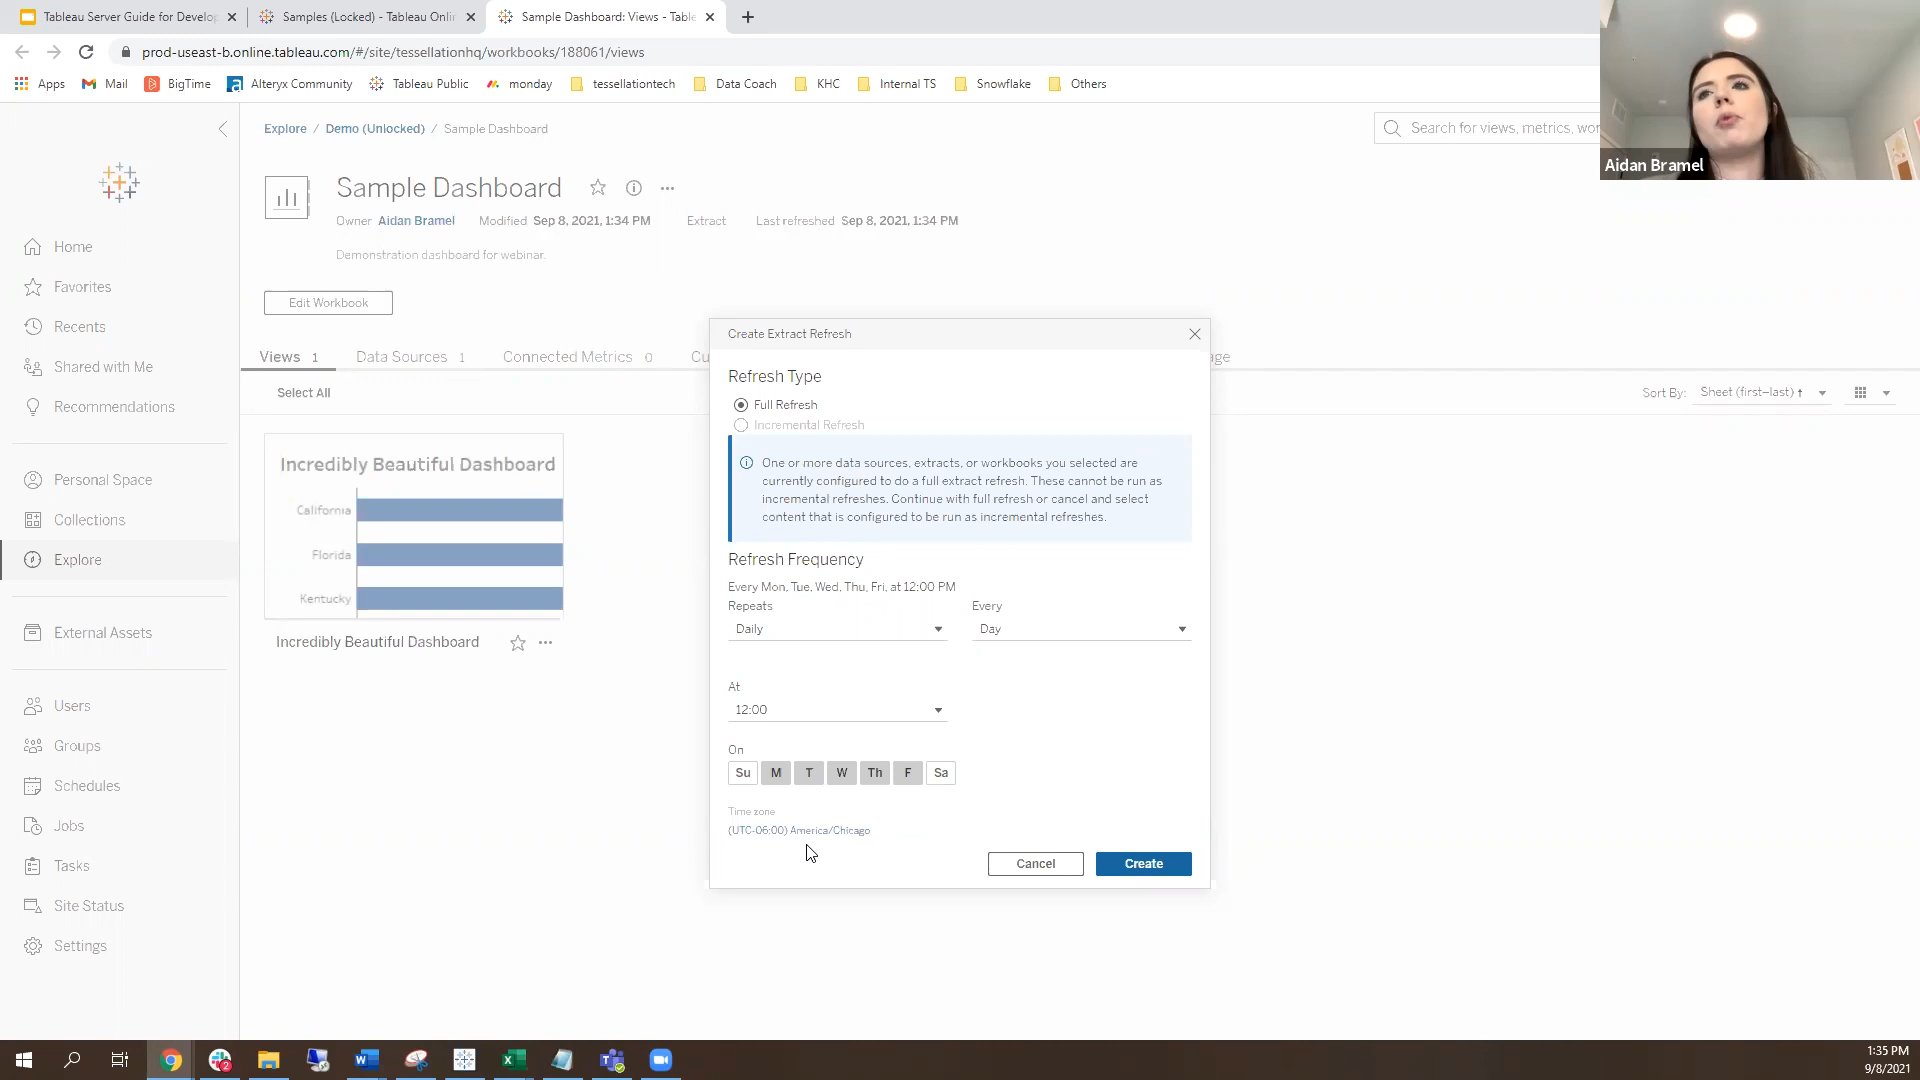 Tableau Server Guide for Develop
Samples (Locked) - Tableau Onlin
Sample Dashboard: Views - Table
prod-useast-b.online.tableau.com/#/site/tessellationhq/workbooks/188061/views
Apps
Mail
BigTime
Alteryx Community
Tableau Public
monday
tessellationtech
Data Coach
KHC
Internal TS
Snowflake
Others
Aidan Bramel
Explore / Demo (Unlocked) / Sample Dashboard
Search for views, metrics, wor
Sample Dashboard
Owner Aidan Bramel Modified Sep 8, 2021, 1:34 PM Extract Last refreshed Sep 8, 2021, 1:34 PM
Demonstration dashboard for webinar.
Edit Workbook
Views 1 Data Sources 1 Connected Metrics 0 Cu age
Select All
Sort By: Sheet (first–last) ↑
Home
Favorites
Recents
Shared with Me
Recommendations
Personal Space
Collections
Explore
External Assets
Users
Groups
Schedules
Jobs
Tasks
Site Status
Settings
Incredibly Beautiful Dashboard
California
Florida
Kentucky
Incredibly Beautiful Dashboard
Create Extract Refresh
Refresh Type
Full Refresh
Incremental Refresh
One or more data sources, extracts, or workbooks you selected are
currently configured to do a full extract refresh. These cannot be run as
incremental refreshes. Continue with full refresh or cancel and select
content that is configured to be run as incremental refreshes.
Refresh Frequency
Every Mon, Tue, Wed, Thu, Fri, at 12:00 PM
Repeats Every
Daily Day
At
12:00
On
Su M T W Th F Sa
Time zone
(UTC-06:00) America/Chicago
Cancel Create
2
1:35 PM
9/8/2021